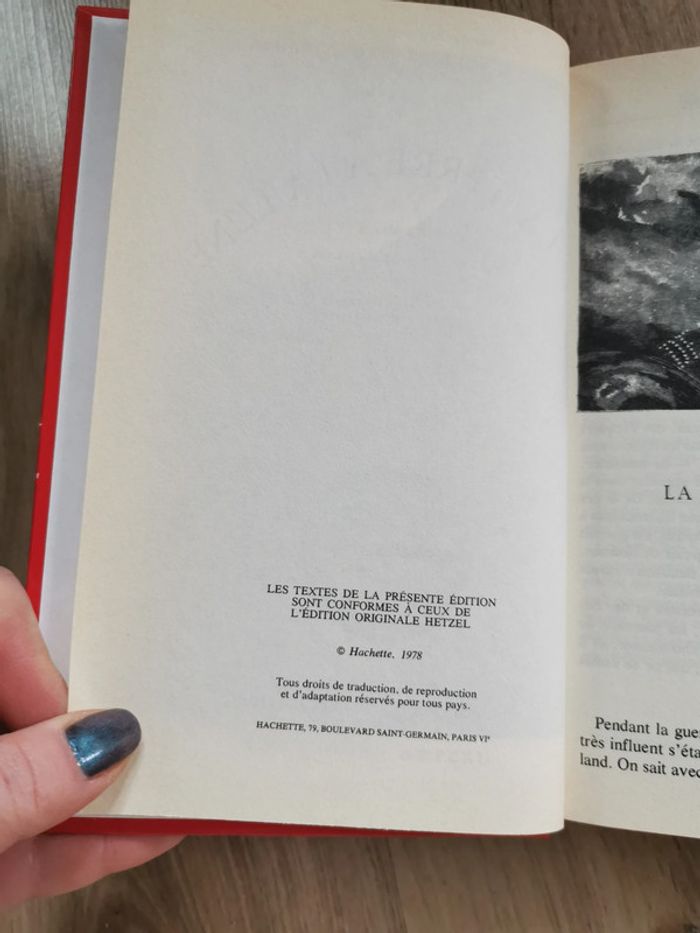 LES TEXTES DE LA PRÉSENTE ÉDITION
SONT CONFORMES À CEUX DE
L'ÉDITION ORIGINALE HETZEL
© Hachette, 1978
Tous droits de traduction, de reproduction
et d'adaptation réservés pour tous pays.
HACHETTE, 79, BOULEVARD SAINT-GERMAIN, PARIS VIᵉ
LA
Pendant la gue
très influent s'éta
land. On sait avec